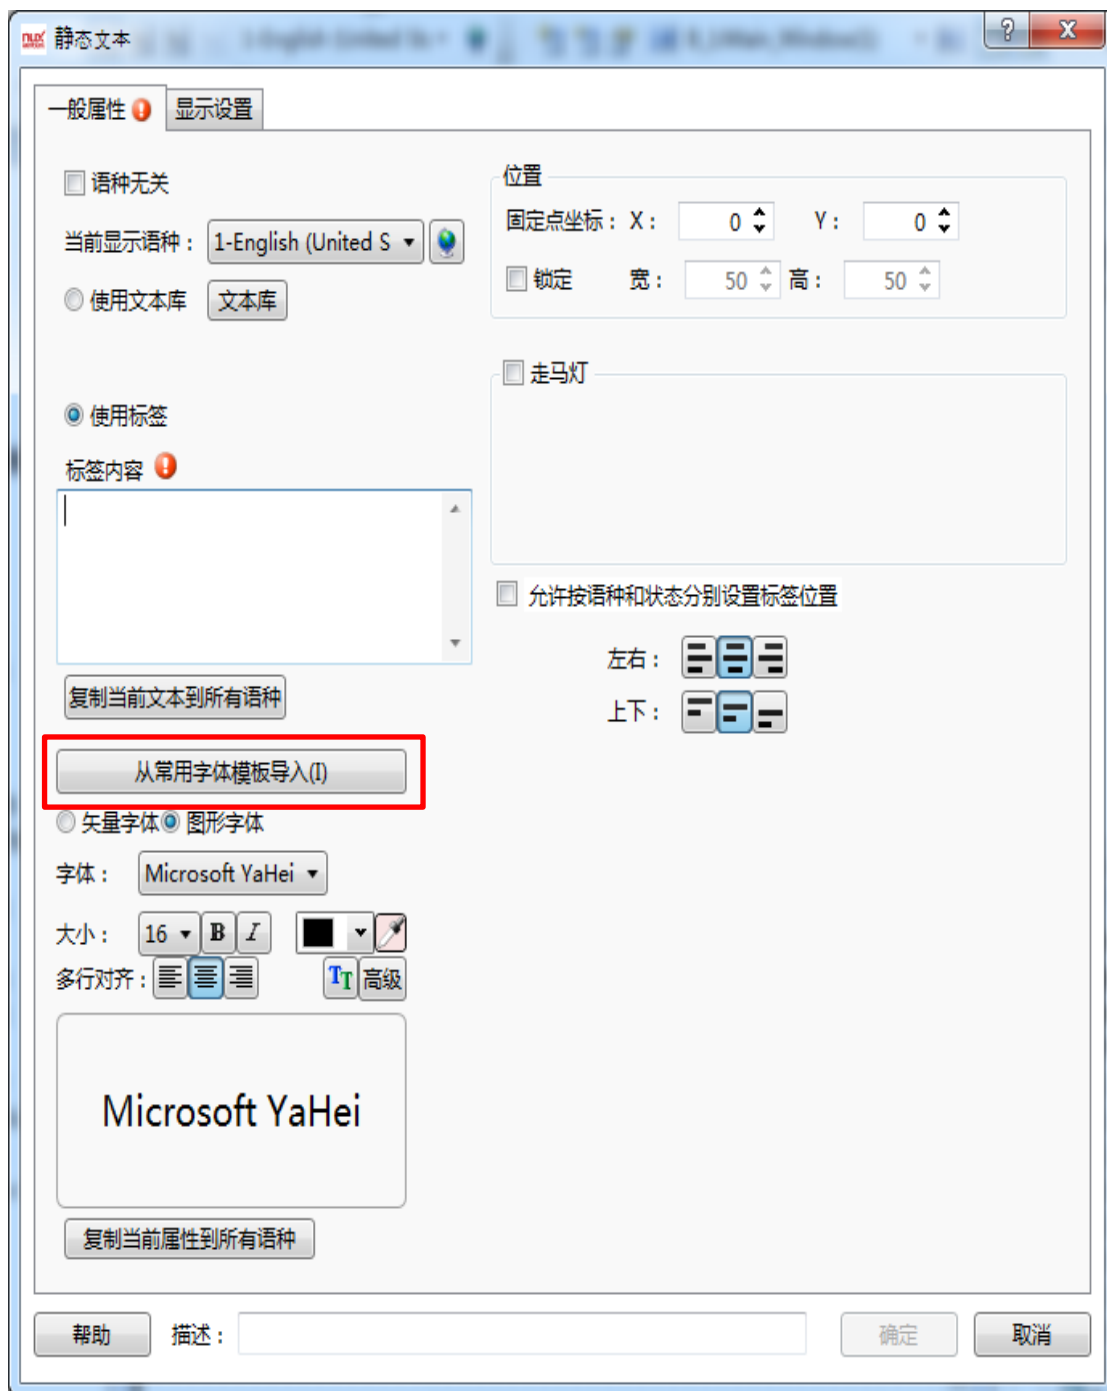 静态文本
一般属性 显示设置
语种无关
当前显示语种： 1-English (United S
使用文本库 文本库
使用标签
标签内容
复制当前文本到所有语种
从常用字体模板导入(I)
矢量字体 图形字体
字体： Microsoft YaHei
大小： 16 B I
多行对齐： TT 高级
Microsoft YaHei
复制当前属性到所有语种
位置
固定点坐标： X： 0 Y： 0
锁定 宽： 50 高： 50
走马灯
允许按语种和状态分别设置标签位置
左右：
上下：
帮助 描述： 确定 取消